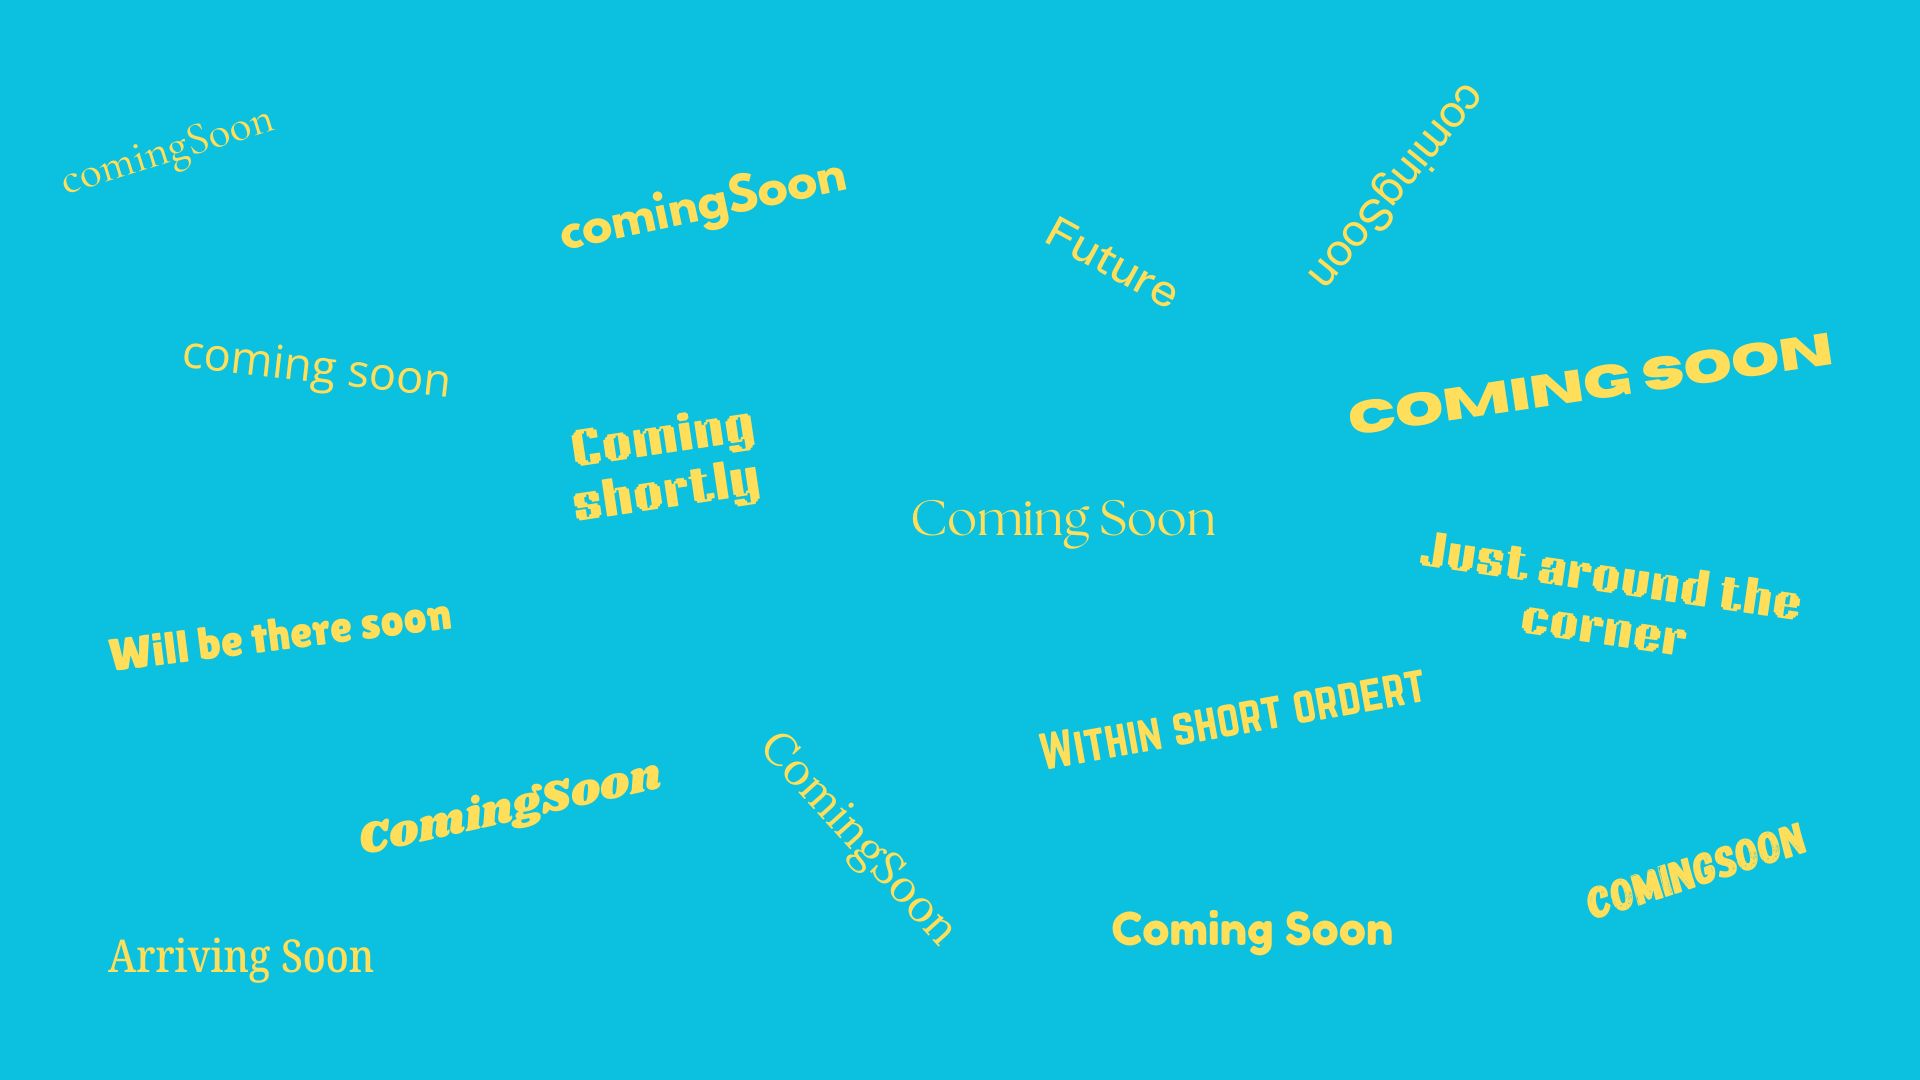 comingSoon
comingSoon
Future
comingSoon
coming soon
COMING SOON
Coming
shortly
Coming Soon
Just around the
corner
Will be there soon
Within short ordert
ComingSoon
ComingSoon
COMINGSOON
Arriving Soon
Coming Soon